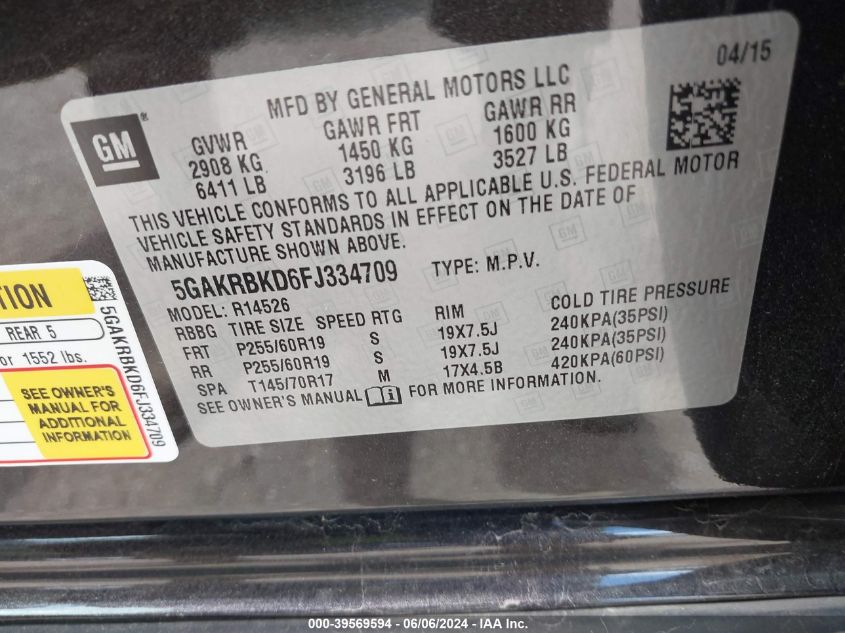 04/15
MFD BY GENERAL MOTORS LLC
GM
GVWR GAWR FRT GAWR RR
2908 KG 1450 KG 1600 KG
6411 LB 3196 LB 3527 LB
THIS VEHICLE CONFORMS TO ALL APPLICABLE U.S. FEDERAL MOTOR
VEHICLE SAFETY STANDARDS IN EFFECT ON THE DATE OF
MANUFACTURE SHOWN ABOVE.
5GAKRBKD6FJ334709 TYPE: M.P.V.
MODEL: R14526
RBBG TIRE SIZE SPEED RTG RIM COLD TIRE PRESSURE
FRT P255/60R19 S 19X7.5J 240KPA(35PSI)
RR P255/60R19 S 19X7.5J 240KPA(35PSI)
SPA T145/70R17 M 17X4.5B 420KPA(60PSI)
SEE OWNER'S MANUAL FOR MORE INFORMATION.
TION
REAR 5
or 1552 lbs.
SEE OWNER'S
MANUAL FOR
ADDITIONAL
INFORMATION
5GAKRBKD6FJ334709
000-39569594 - 06/06/2024 - IAA Inc.